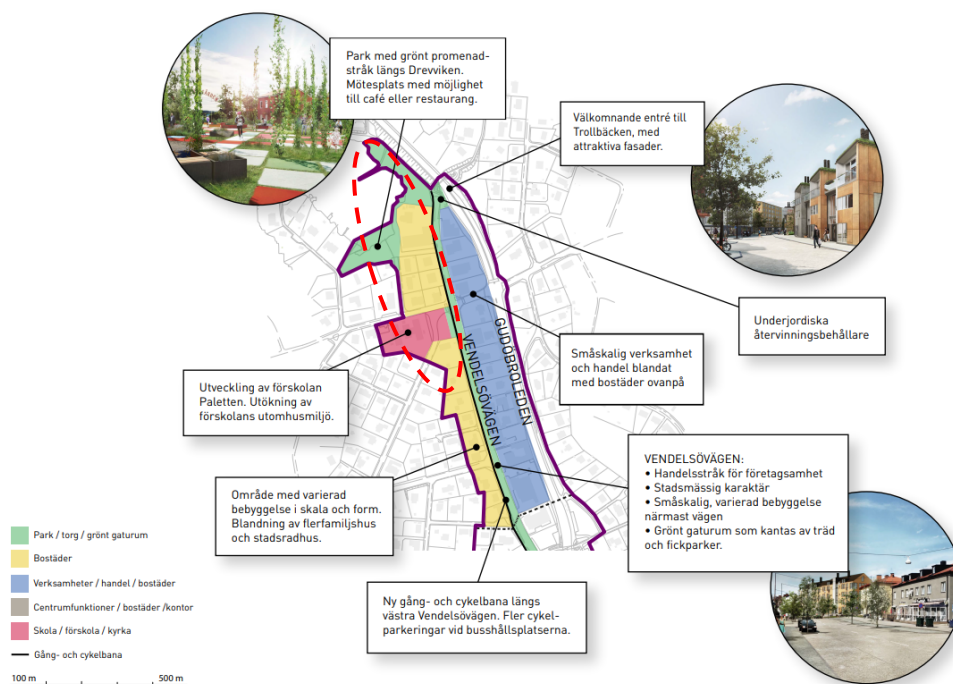 Park med grönt promenad-
stråk längs Drevviken.
Mötesplats med möjlighet
till café eller restaurang.
Välkomnande entré till
Trollbäcken, med
attraktiva fasader.
Underjordiska
återvinningsbehållare
GUDÖBROLEDEN
VENDELSÖVÄGEN
Småskalig verksamhet
och handel blandat
med bostäder ovanpå
Utveckling av förskolan
Paletten. Utökning av
förskolans utomhusmiljö.
VENDELSÖVÄGEN:
• Handelsstråk för företagsamhet
• Stadsmässig karaktär
• Småskalig, varierad bebyggelse
närmast vägen
• Grönt gaturum som kantas av träd
och fickparker.
Område med varierad
bebyggelse i skala och form.
Blandning av flerfamiljshus
och stadsradhus.
Ny gång- och cykelbana längs
västra Vendelsövägen. Fler cykel-
parkeringar vid busshållsplatserna.
Park / torg / grönt gaturum
Bostäder
Verksamheter / handel / bostäder
Centrumfunktioner / bostäder /kontor
Skola / förskola / kyrka
Gång- och cykelbana
100 m 500 m